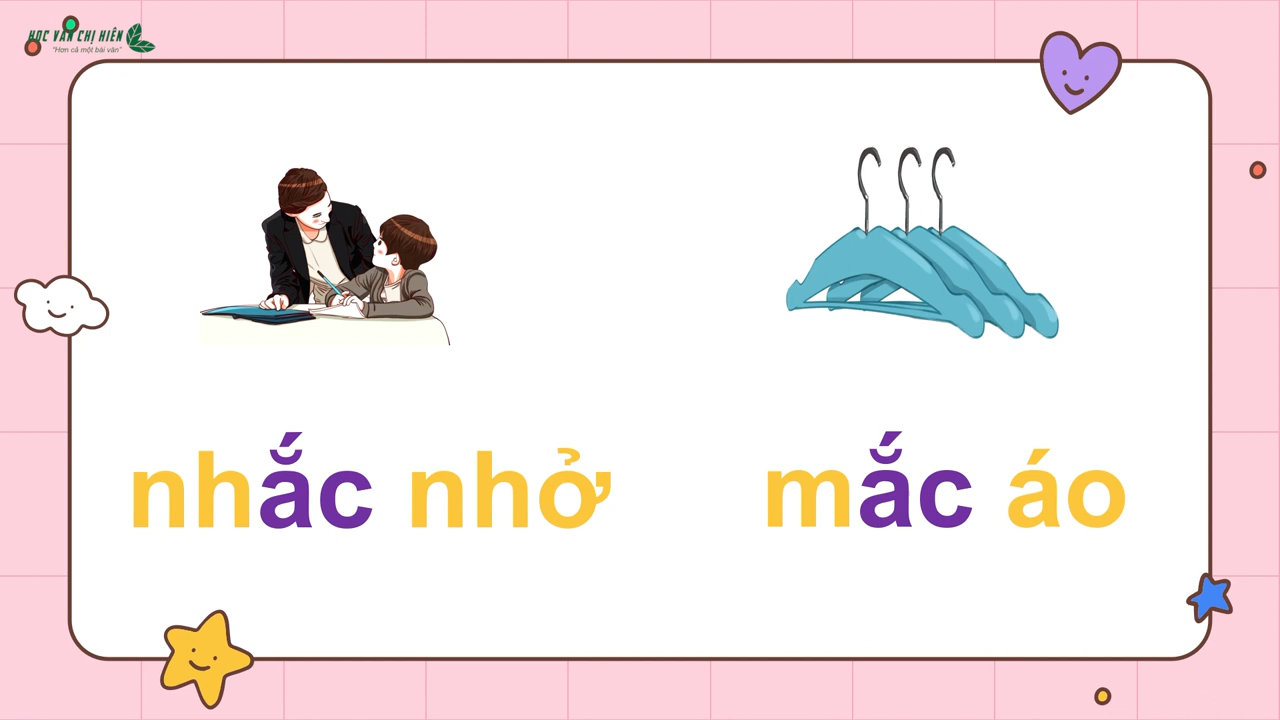 HỌC VĂN CHỊ HIÊN
"Hơn cả một bài văn"
nhắc nhở
mắc áo